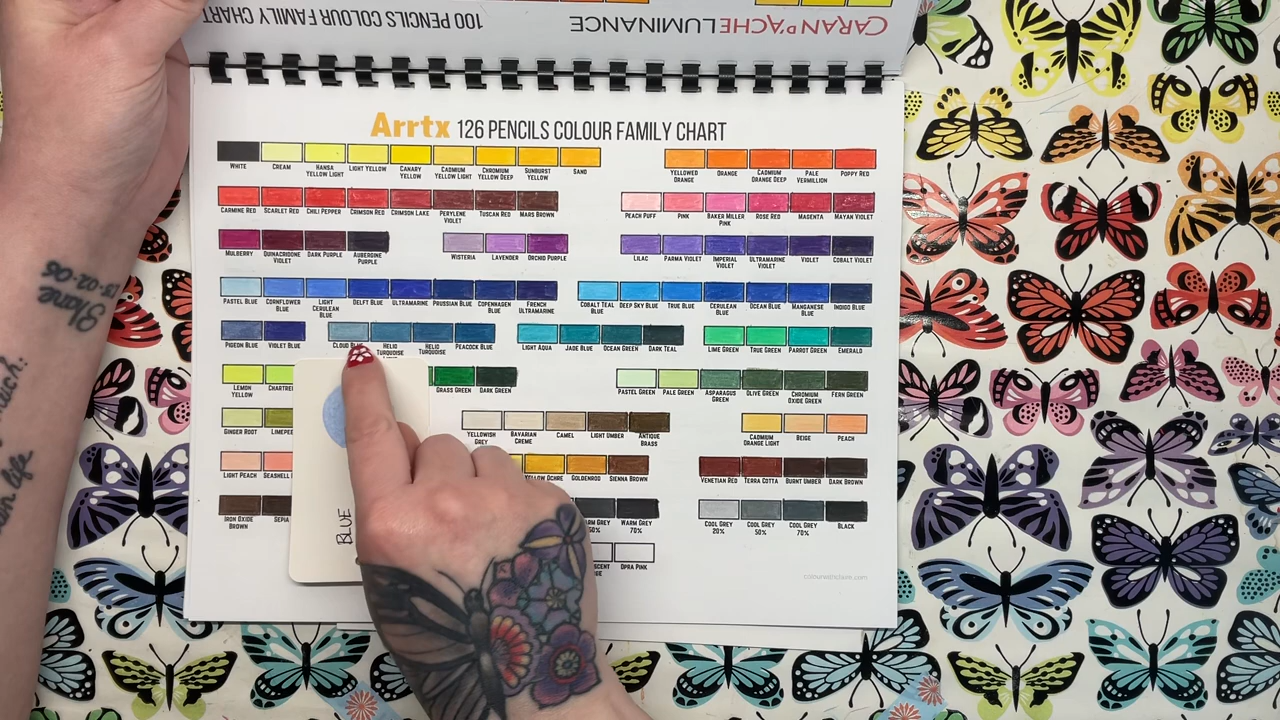 CARAN D'ACHE LUMINANCE
100 PENCILS COLOUR FAMILY CHART
Arrtx 126 PENCILS COLOUR FAMILY CHART
WHITE CREAM HANSA YELLOW LIGHT LIGHT YELLOW CANARY YELLOW CADMIUM YELLOW LIGHT CHROMIUM YELLOW DEEP SUNBURST YELLOW SAND YELLOWED ORANGE ORANGE CADMIUM ORANGE DEEP PALE VERMILLION POPPY RED
CARMINE RED SCARLET RED CHILI PEPPER CRIMSON RED CRIMSON LAKE PERYLENE VIOLET TUSCAN RED MARS BROWN PEACH PUFF PINK BAKER MILLER PINK ROSE RED MAGENTA MAYAN VIOLET
MULBERRY QUINACRIDONE VIOLET DARK PURPLE AUBERGINE PURPLE WISTERIA LAVENDER ORCHID PURPLE LILAC PARMA VIOLET IMPERIAL VIOLET ULTRAMARINE VIOLET VIOLET COBALT VIOLET
PASTEL BLUE CORNFLOWER BLUE LIGHT CERULEAN BLUE DELFT BLUE ULTRAMARINE PRUSSIAN BLUE COPENHAGEN BLUE FRENCH ULTRAMARINE COBALT TEAL BLUE DEEP SKY BLUE TRUE BLUE CERULEAN BLUE OCEAN BLUE MANGANESE BLUE INDIGO BLUE
PIGEON BLUE VIOLET BLUE CLOUD BLUE HELIO TURQUOISE HELIO TURQUOISE PEACOCK BLUE LIGHT AQUA JADE BLUE OCEAN GREEN DARK TEAL LIME GREEN TRUE GREEN PARROT GREEN EMERALD
LEMON YELLOW CHARTRE GRASS GREEN DARK GREEN PASTEL GREEN PALE GREEN ASPARAGUS GREEN OLIVE GREEN CHROMIUM OXIDE GREEN FERN GREEN
GINGER ROOT LIMEPE YELLOWISH GREY BAVARIAN CREME CAMEL LIGHT UMBER ANTIQUE BRASS CADMIUM ORANGE LIGHT BEIGE PEACH
LIGHT PEACH SEASHELL YELLOW OCHRE GOLDENROD SIENNA BROWN VENETIAN RED TERRA COTTA BURNT UMBER DARK BROWN
IRON OXIDE BROWN SEPIA ARM GREY 50% WARM GREY 70% COOL GREY 20% COOL GREY 50% COOL GREY 70% BLACK
OPRA PINK
BLUE
colourwithclaire.com